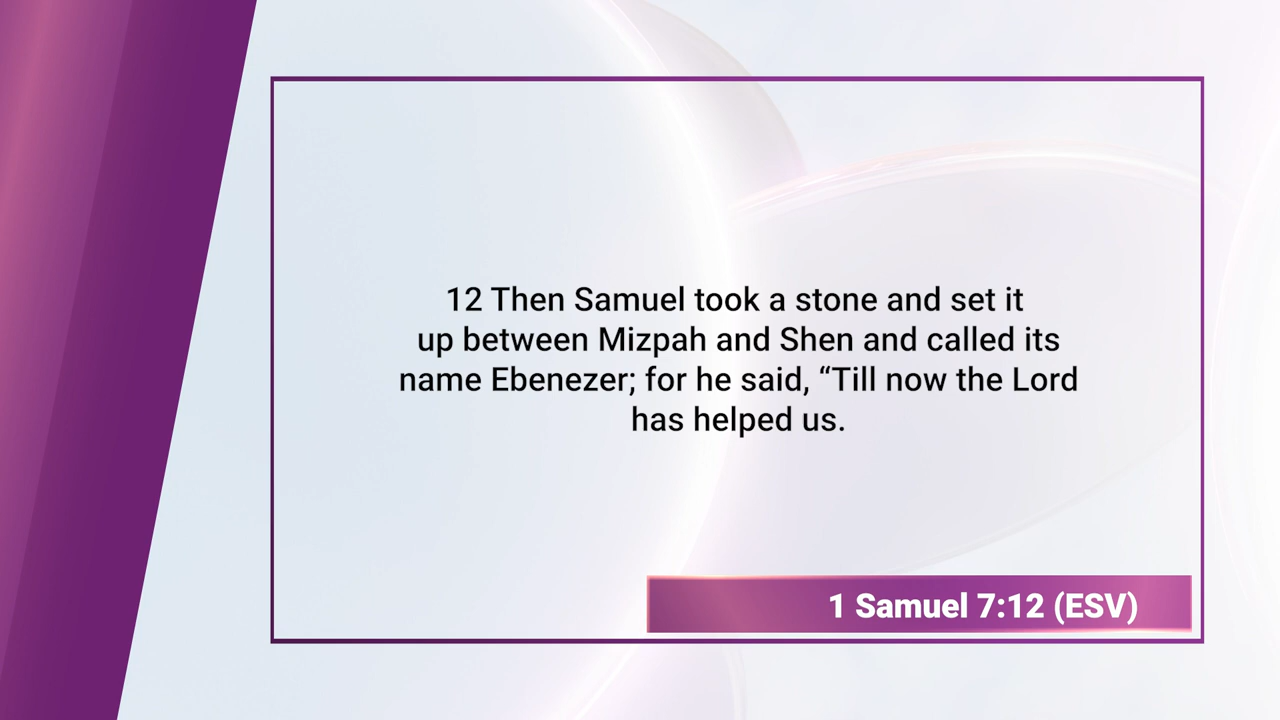 12 Then Samuel took a stone and set it
up between Mizpah and Shen and called its
name Ebenezer; for he said, “Till now the Lord
has helped us.
1 Samuel 7:12 (ESV)